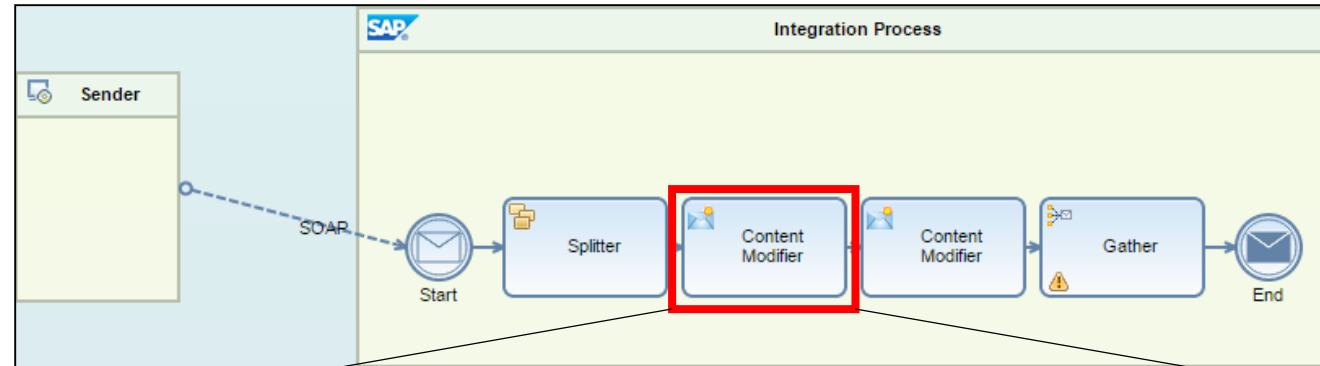 SAP
Integration Process
Sender
SOAP
Start
Splitter
Content
Modifier
Content
Modifier
Gather
End